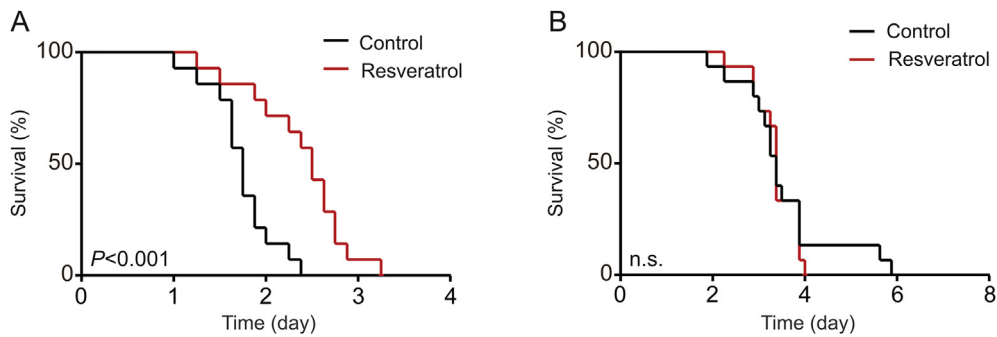 A
Control
Resveratrol
Survival (%)
100
50
0
P<0.001
0 1 2 3 4
Time (day)
B
Control
Resveratrol
Survival (%)
100
50
0
n.s.
0 2 4 6 8
Time (day)